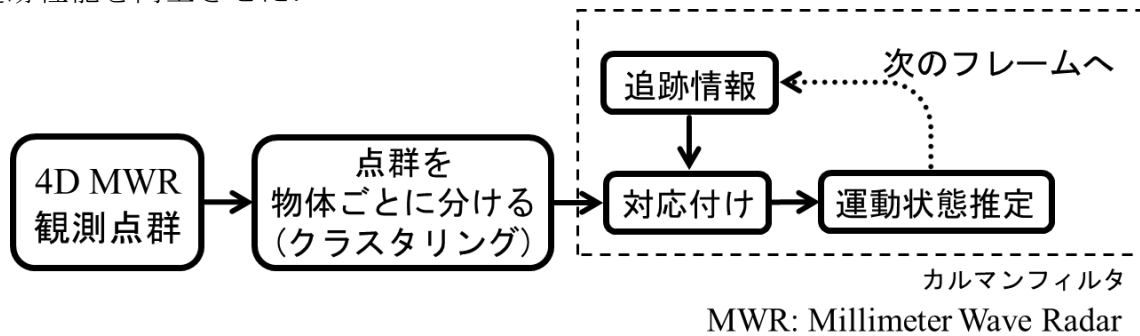 4D MWR
観測点群
点群を
物体ごとに分ける
(クラスタリング)
追跡情報
次のフレームへ
対応付け
運動状態推定
カルマンフィルタ
MWR: Millimeter Wave Radar